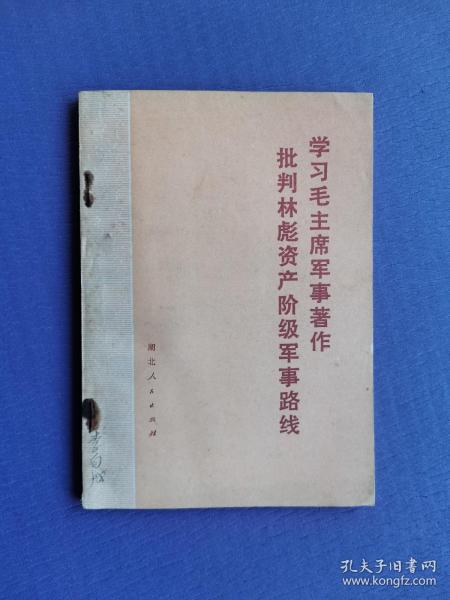 学习毛主席军事著作
批判林彪资产阶级军事路线
湖北人民出版社
孔夫子旧书网
www.kongfz.com